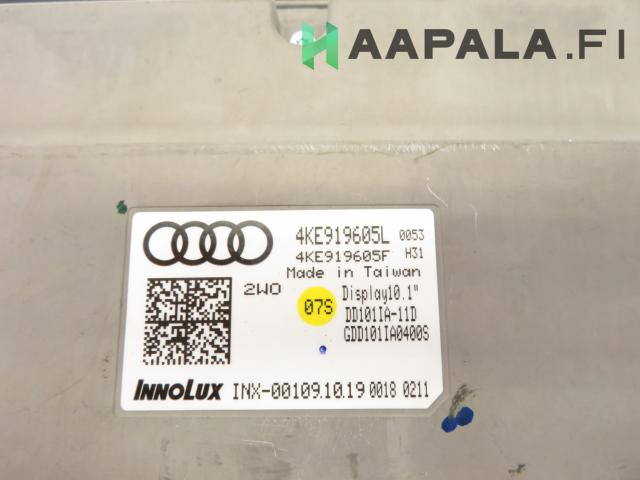 HAAPALA.FI
4KE919605L 0053
4KE919605F H31
Made in Taiwan
2WO 07S Display10.1"
DD101IA-11D
GDD101IA0400S
INNOLUX INX-00109.10.19 0018 0211